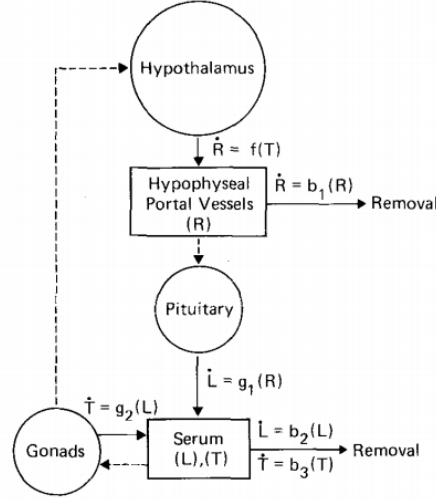 Hypothalamus
Ṙ = f(T)
Hypophyseal
Portal Vessels
(R)
Ṙ = b₁(R)
Removal
Pituitary
L̇ = g₁(R)
Ṫ = g₂(L)
Gonads
Serum
(L),(T)
L̇ = b₂(L)
Ṫ = b₃(T)
Removal